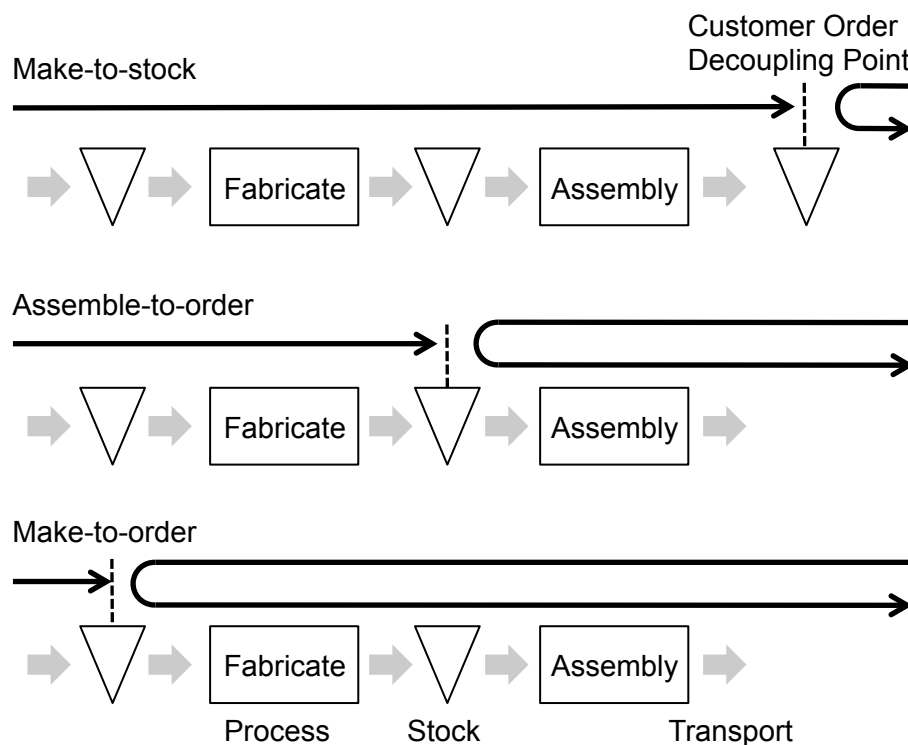 Customer Order
Decoupling Point
Make-to-stock
Fabricate
Assembly
Assemble-to-order
Fabricate
Assembly
Make-to-order
Fabricate
Assembly
Process
Stock
Transport